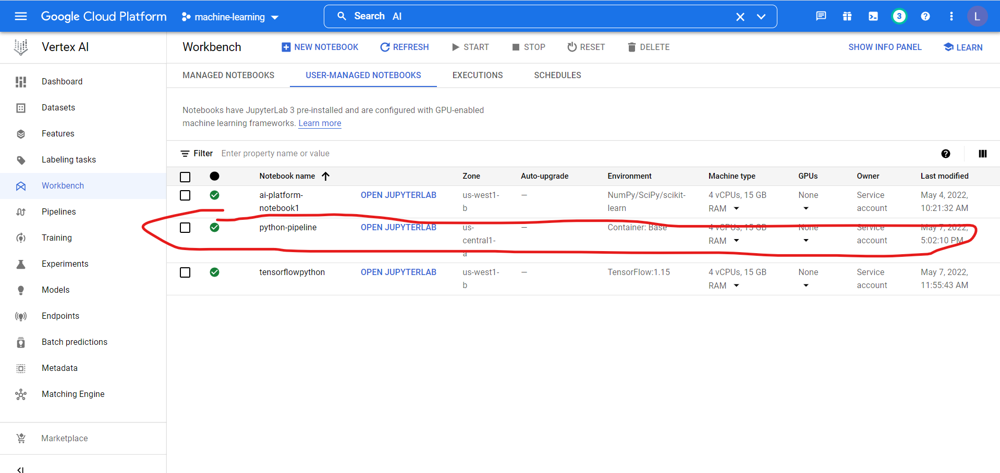 Google Cloud Platform machine-learning Search AI 3 L
Vertex AI Workbench NEW NOTEBOOK REFRESH START STOP RESET DELETE SHOW INFO PANEL LEARN
Dashboard
Datasets
Features
Labeling tasks
Workbench
Pipelines
Training
Experiments
Models
Endpoints
Batch predictions
Metadata
Matching Engine
Marketplace
MANAGED NOTEBOOKS USER-MANAGED NOTEBOOKS EXECUTIONS SCHEDULES
Notebooks have JupyterLab 3 pre-installed and are configured with GPU-enabled
machine learning frameworks. Learn more
Filter Enter property name or value
Notebook name Zone Auto-upgrade Environment Machine type GPUs Owner Last modified
ai-platform- OPEN JUPYTERLAB us-west1- — NumPy/SciPy/scikit- 4 vCPUs, 15 GB None Service May 4, 2022,
notebook1 b learn RAM account 10:21:32 AM
python-pipeline OPEN JUPYTERLAB us- — Container: Base 4 vCPUs, 15 GB None Service May 7, 2022,
central1- RAM account 5:02:10 PM
a
tensorflowpython OPEN JUPYTERLAB us-west1- — TensorFlow:1.15 4 vCPUs, 15 GB None Service May 7, 2022,
b RAM account 11:55:43 AM